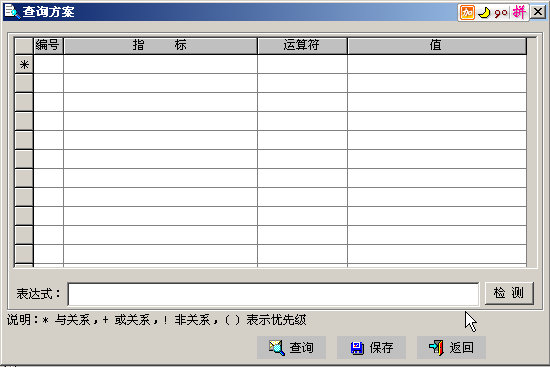 查询方案
加 拼
编号 指 标 运算符 值
*
表达式： 检 测
说明：* 与关系，+ 或关系，! 非关系，( ) 表示优先级
查询 保存 返回